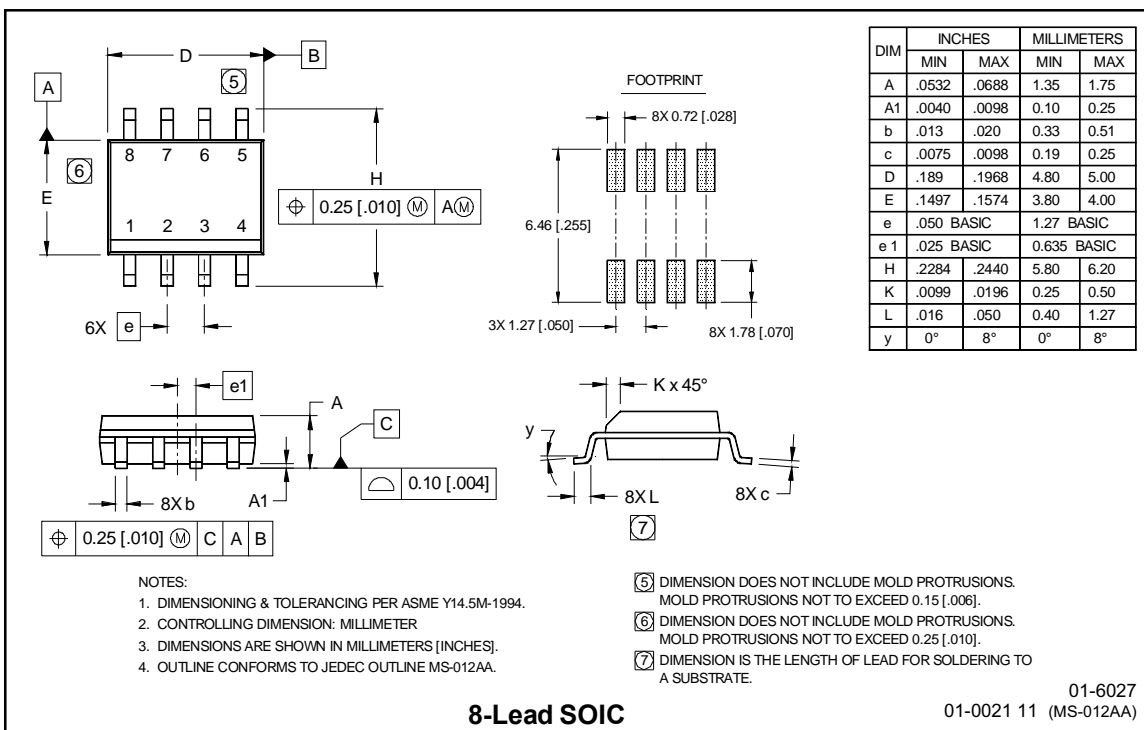 D
B
5
A
8 7 6 5
6
E
H
⌖ 0.25 [.010] Ⓜ AⓂ
1 2 3 4
6X e
FOOTPRINT
8X 0.72 [.028]
6.46 [.255]
3X 1.27 [.050]
8X 1.78 [.070]
DIM INCHES MILLIMETERS
MIN MAX MIN MAX
A .0532 .0688 1.35 1.75
A1 .0040 .0098 0.10 0.25
b .013 .020 0.33 0.51
c .0075 .0098 0.19 0.25
D .189 .1968 4.80 5.00
E .1497 .1574 3.80 4.00
e .050 BASIC 1.27 BASIC
e 1 .025 BASIC 0.635 BASIC
H .2284 .2440 5.80 6.20
K .0099 .0196 0.25 0.50
L .016 .050 0.40 1.27
y 0° 8° 0° 8°
e1
A
C
⌓ 0.10 [.004]
A1
8X b
⌖ 0.25 [.010] Ⓜ C A B
K x 45°
y
8X L
8X c
7
NOTES:
1. DIMENSIONING & TOLERANCING PER ASME Y14.5M-1994.
2. CONTROLLING DIMENSION: MILLIMETER
3. DIMENSIONS ARE SHOWN IN MILLIMETERS [INCHES].
4. OUTLINE CONFORMS TO JEDEC OUTLINE MS-012AA.
5 DIMENSION DOES NOT INCLUDE MOLD PROTRUSIONS.
MOLD PROTRUSIONS NOT TO EXCEED 0.15 [.006].
6 DIMENSION DOES NOT INCLUDE MOLD PROTRUSIONS.
MOLD PROTRUSIONS NOT TO EXCEED 0.25 [.010].
7 DIMENSION IS THE LENGTH OF LEAD FOR SOLDERING TO
A SUBSTRATE.
8-Lead SOIC
01-6027
01-0021 11 (MS-012AA)